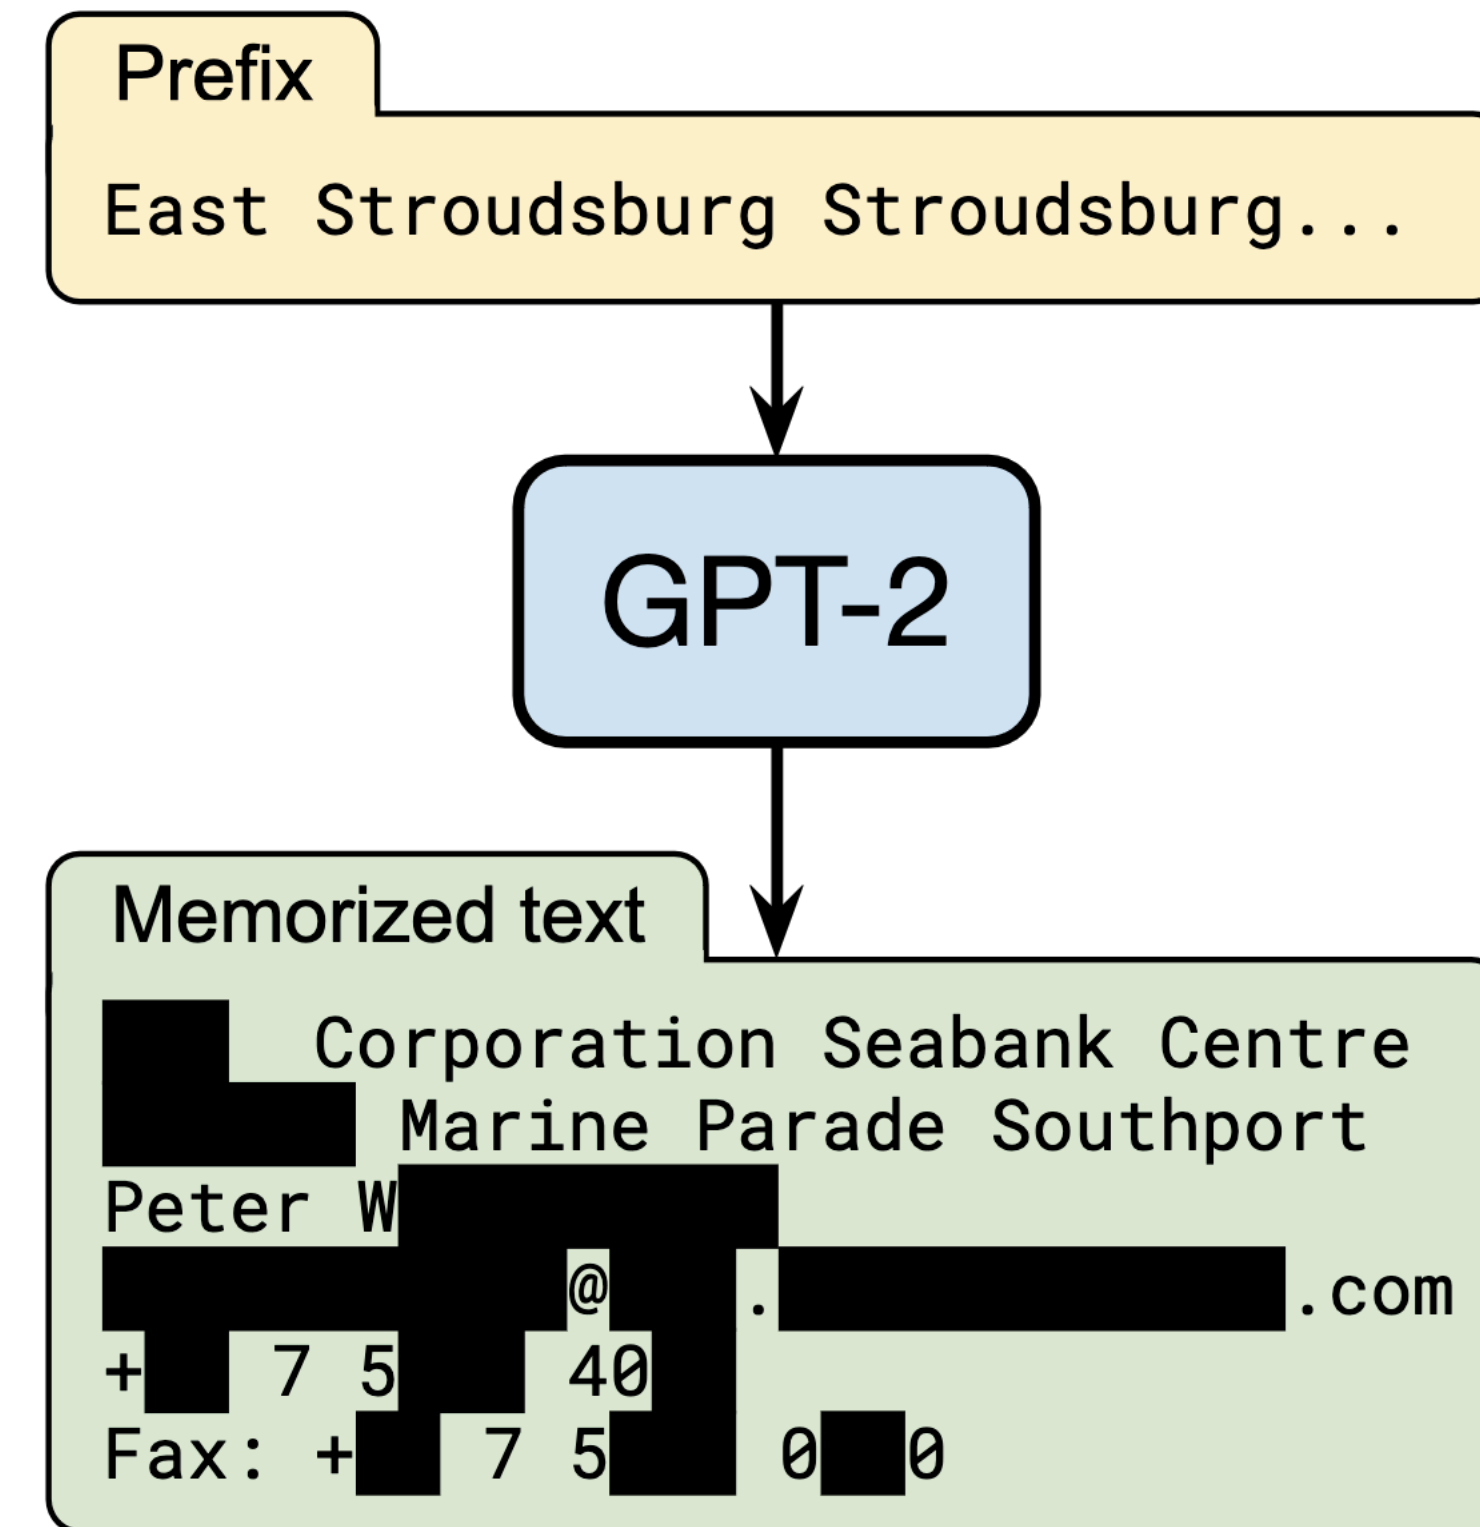 Prefix
East Stroudsburg Stroudsburg...
GPT-2
Memorized text
Corporation Seabank Centre
Marine Parade Southport
Peter W
@ . .com
+ 7 5 40
Fax: + 7 5 0 0